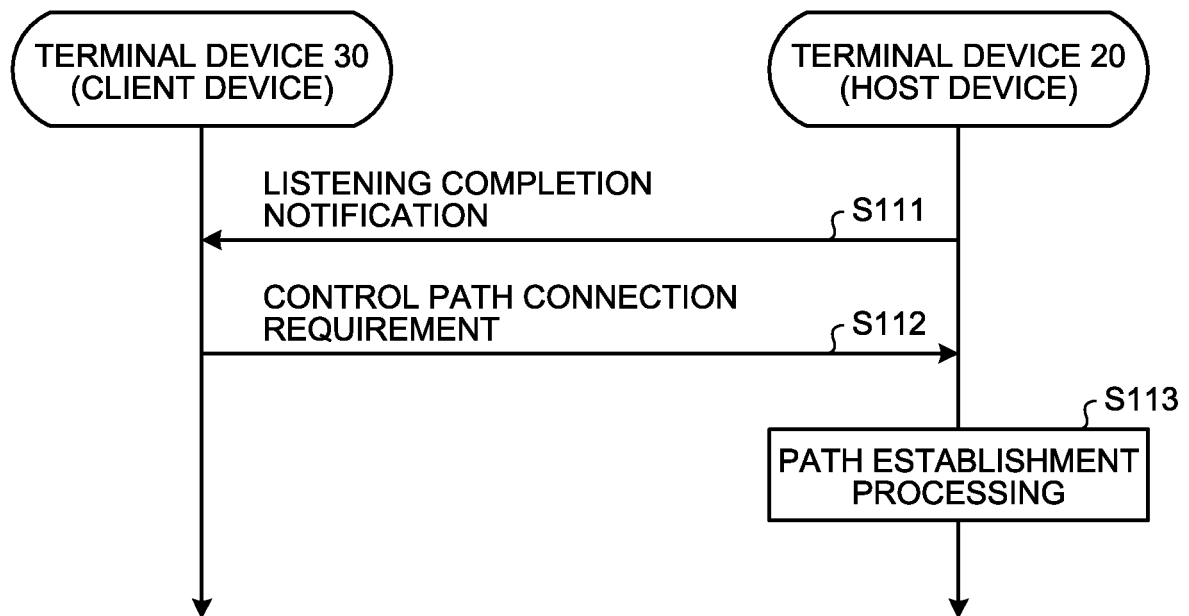 TERMINAL DEVICE 30
(CLIENT DEVICE)
TERMINAL DEVICE 20
(HOST DEVICE)
LISTENING COMPLETION
NOTIFICATION
S111
CONTROL PATH CONNECTION
REQUIREMENT
S112
S113
PATH ESTABLISHMENT
PROCESSING